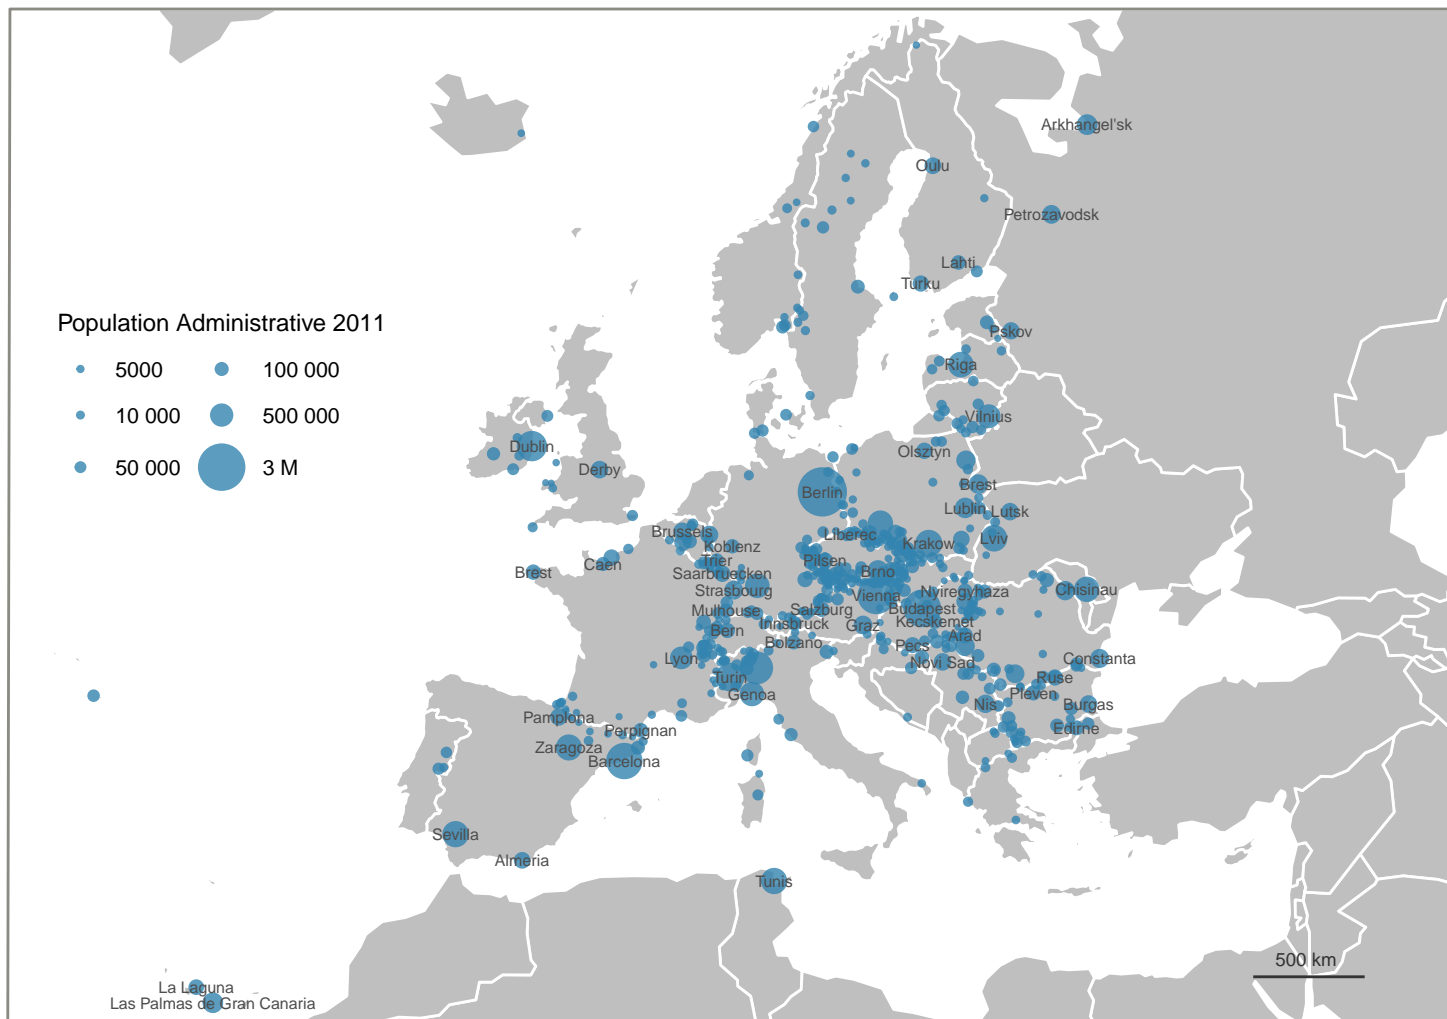 Arkhangel'sk
Oulu
Petrozavodsk
Lahti
Turku
Population Administrative 2011
Pskov
5000
100 000
Riga
10 000
500 000
Vilnius
Dublin
Olsztyn
50 000
3 M
Derby
Brest
Berlin
Lublin
Lutsk
Brussels
Liberec
Lviv
Koblenz
Krakow
Trier
Pilsen
Caen
Brest
Saarbruecken
Brno
Strasbourg
Nyiregyhaza
Chisinau
Vienna
Mulhouse
Salzburg
Budapest
Innsbruck
Kecskemet
Bern
Graz
Arad
Bolzano
Pecs
Lyon
Novi Sad
Constanta
Turin
Ruse
Genoa
Pleven
Nis
Burgas
Pamplona
Perpignan
Edirne
Zaragoza
Barcelona
Sevilla
Almeria
Tunis
500 km
La Laguna
Las Palmas de Gran Canaria